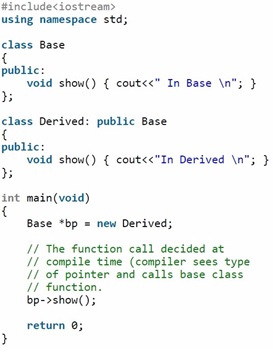 #include<iostream>
using namespace std;

class Base
{
public:
    void show() { cout<<" In Base \n"; }
};

class Derived: public Base
{
public:
    void show() { cout<<"In Derived \n"; }
};

int main(void)
{
    Base *bp = new Derived;

    // The function call decided at
    // compile time (compiler sees type
    // of pointer and calls base class
    // function.
    bp->show();

    return 0;
}